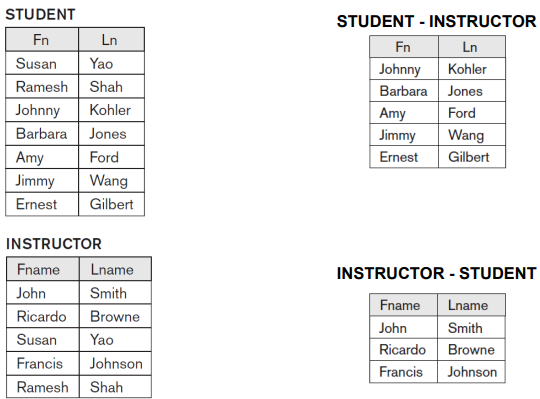 STUDENT
Fn Ln
Susan Yao
Ramesh Shah
Johnny Kohler
Barbara Jones
Amy Ford
Jimmy Wang
Ernest Gilbert
STUDENT - INSTRUCTOR
Fn Ln
Johnny Kohler
Barbara Jones
Amy Ford
Jimmy Wang
Ernest Gilbert
INSTRUCTOR
Fname Lname
John Smith
Ricardo Browne
Susan Yao
Francis Johnson
Ramesh Shah
INSTRUCTOR - STUDENT
Fname Lname
John Smith
Ricardo Browne
Francis Johnson